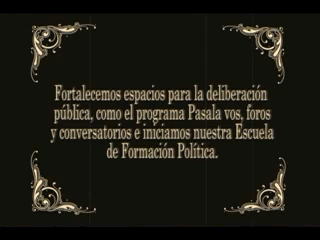 Fortalecemos espacios para la deliberación
pública, como el programa Pasala vos, foros
y conversatorios e iniciamos nuestra Escuela
de Formación Política.